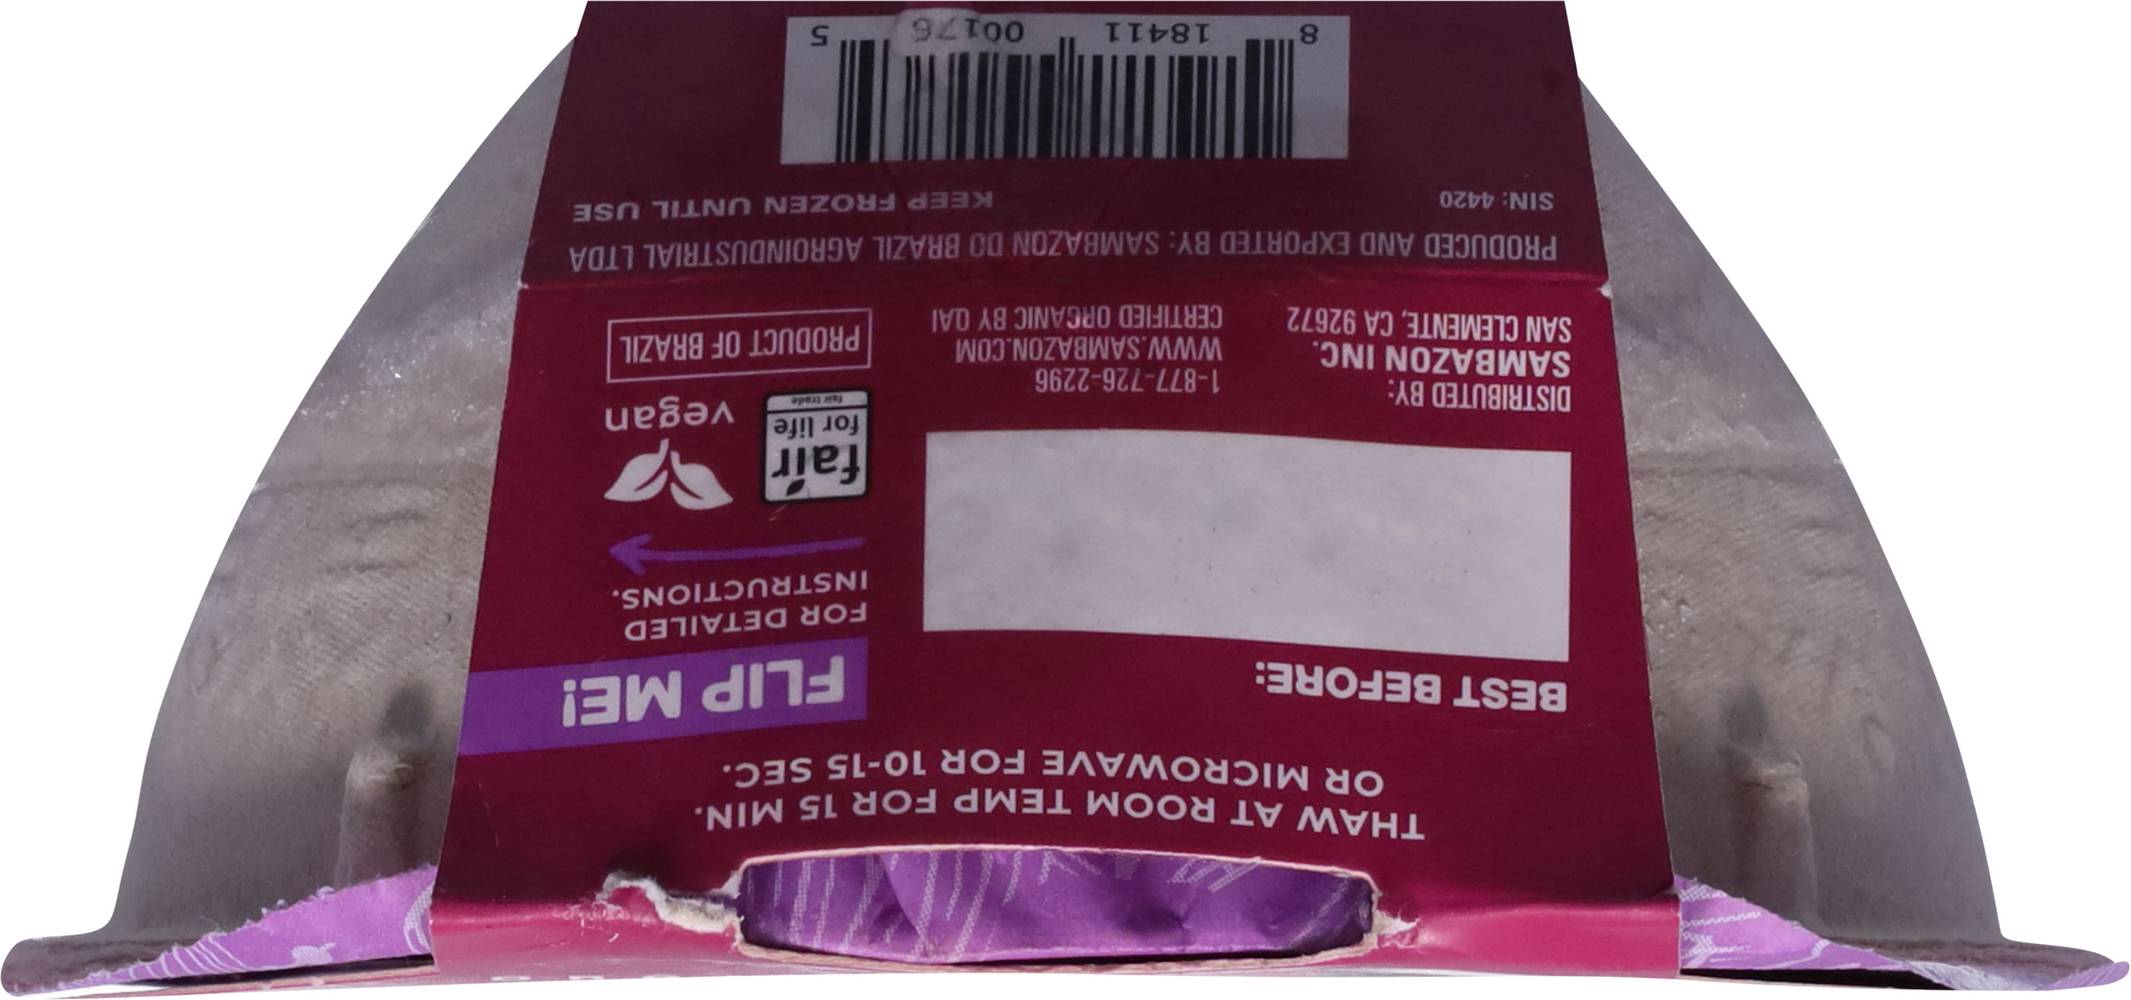 THAW AT ROOM TEMP FOR 15 MIN.
OR MICROWAVE FOR 10-15 SEC.
BEST BEFORE:
FLIP ME!
FOR DETAILED
INSTRUCTIONS.
fair
for life
fair trade
vegan
PRODUCT OF BRAZIL
DISTRIBUTED BY:
SAMBAZON INC.
SAN CLEMENTE, CA 92672
1-877-726-2296
WWW.SAMBAZON.COM
CERTIFIED ORGANIC BY QAI
PRODUCED AND EXPORTED BY: SAMBAZON DO BRAZIL AGROINDUSTRIAL LTDA
SIN: 4420 KEEP FROZEN UNTIL USE
8 18411 00176 5